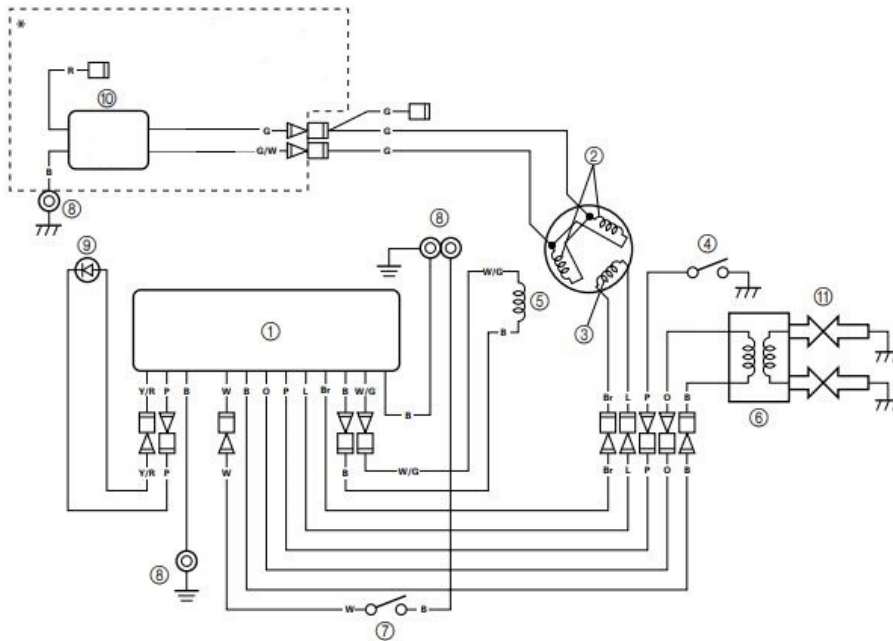 *
R
⑩
G
G
G
G/W
G
②
B
⑧
⑧
④
⑨
W/G
⑤
⑪
①
③
B
Y/R P B W B O P L Br B W/G
B
Br L P O B
⑥
W/G
Y/R P W B Br L P O B
⑧
W B
⑦